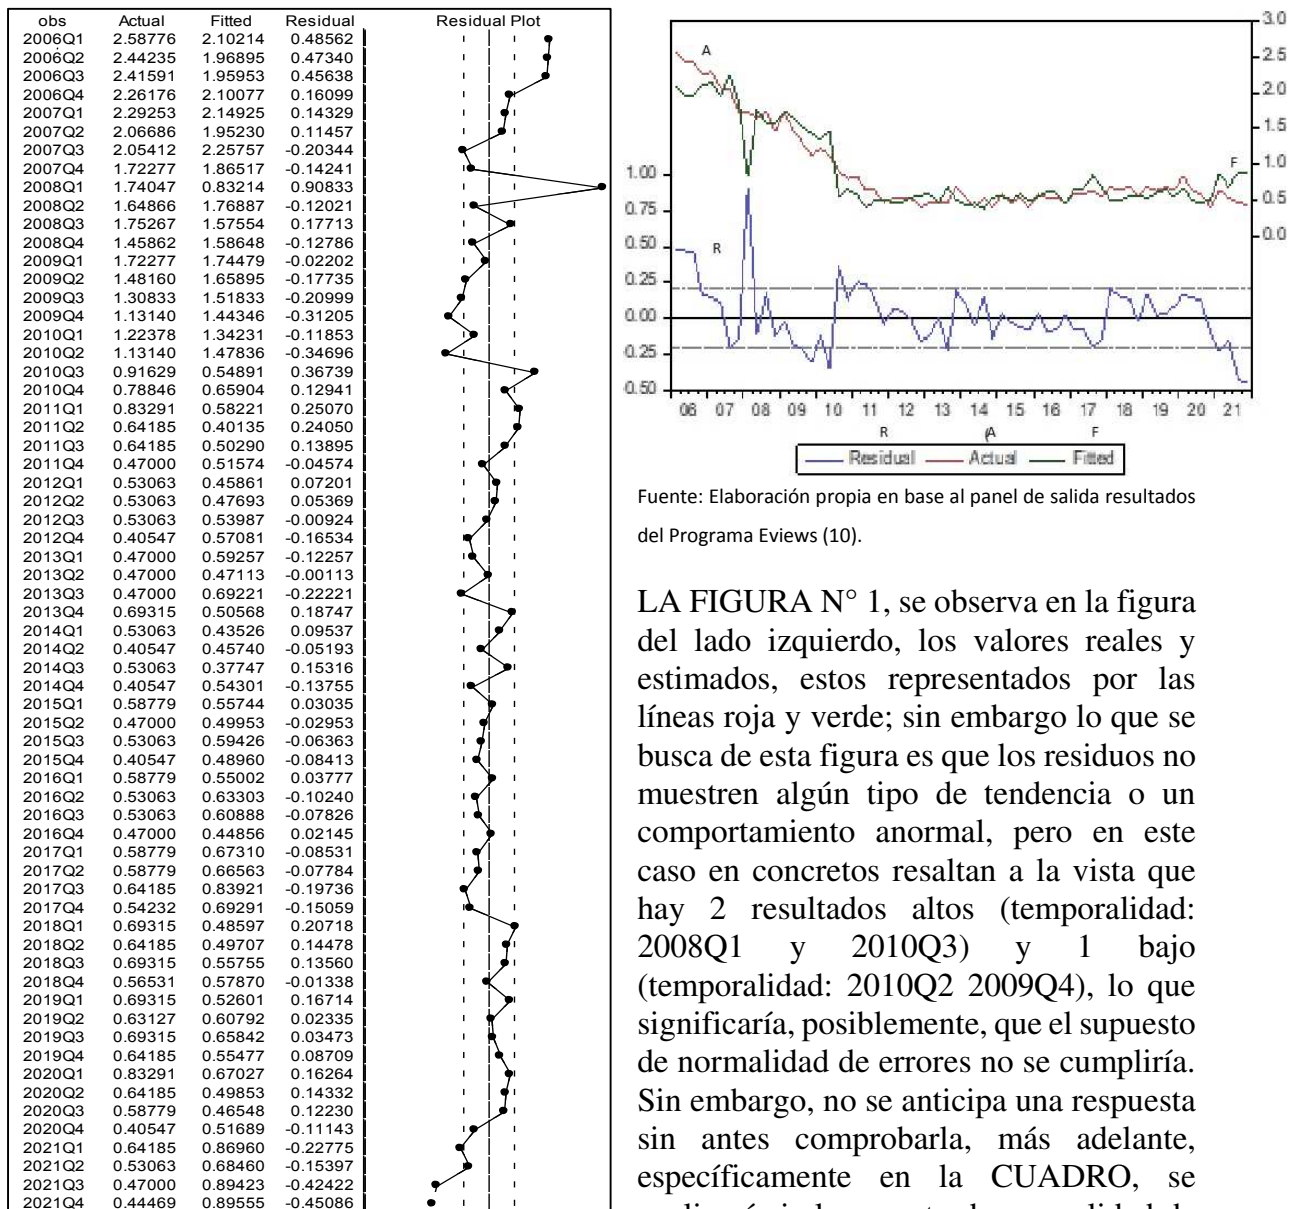 obs Actual Fitted Residual Residual Plot
2006Q1 2.58776 2.10214 0.48562
2006Q2 2.44235 1.96895 0.47340
2006Q3 2.41591 1.95953 0.45638
2006Q4 2.26176 2.10077 0.16099
2007Q1 2.29253 2.14925 0.14329
2007Q2 2.06686 1.95230 0.11457
2007Q3 2.05412 2.25757 -0.20344
2007Q4 1.72277 1.86517 -0.14241
2008Q1 1.74047 0.83214 0.90833
2008Q2 1.64866 1.76887 -0.12021
2008Q3 1.75267 1.57554 0.17713
2008Q4 1.45862 1.58648 -0.12786
2009Q1 1.72277 1.74479 -0.02202
2009Q2 1.48160 1.65895 -0.17735
2009Q3 1.30833 1.51833 -0.20999
2009Q4 1.13140 1.44346 -0.31205
2010Q1 1.22378 1.34231 -0.11853
2010Q2 1.13140 1.47836 -0.34696
2010Q3 0.91629 0.54891 0.36739
2010Q4 0.78846 0.65904 0.12941
2011Q1 0.83291 0.58221 0.25070
2011Q2 0.64185 0.40135 0.24050
2011Q3 0.64185 0.50290 0.13895
2011Q4 0.47000 0.51574 -0.04574
2012Q1 0.53063 0.45861 0.07201
2012Q2 0.53063 0.47693 0.05369
2012Q3 0.53063 0.53987 -0.00924
2012Q4 0.40547 0.57081 -0.16534
2013Q1 0.47000 0.59257 -0.12257
2013Q2 0.47000 0.47113 -0.00113
2013Q3 0.47000 0.69221 -0.22221
2013Q4 0.69315 0.50568 0.18747
2014Q1 0.53063 0.43526 0.09537
2014Q2 0.40547 0.45740 -0.05193
2014Q3 0.53063 0.37747 0.15316
2014Q4 0.40547 0.54301 -0.13755
2015Q1 0.58779 0.55744 0.03035
2015Q2 0.47000 0.49953 -0.02953
2015Q3 0.53063 0.59426 -0.06363
2015Q4 0.40547 0.48960 -0.08413
2016Q1 0.58779 0.55002 0.03777
2016Q2 0.53063 0.63303 -0.10240
2016Q3 0.53063 0.60888 -0.07826
2016Q4 0.47000 0.44856 0.02145
2017Q1 0.58779 0.67310 -0.08531
2017Q2 0.58779 0.66563 -0.07784
2017Q3 0.64185 0.83921 -0.19736
2017Q4 0.54232 0.69291 -0.15059
2018Q1 0.69315 0.48597 0.20718
2018Q2 0.64185 0.49707 0.14478
2018Q3 0.69315 0.55755 0.13560
2018Q4 0.56531 0.57870 -0.01338
2019Q1 0.69315 0.52601 0.16714
2019Q2 0.63127 0.60792 0.02335
2019Q3 0.69315 0.65842 0.03473
2019Q4 0.64185 0.55477 0.08709
2020Q1 0.83291 0.67027 0.16264
2020Q2 0.64185 0.49853 0.14332
2020Q3 0.58779 0.46548 0.12230
2020Q4 0.40547 0.51689 -0.11143
2021Q1 0.64185 0.86960 -0.22775
2021Q2 0.53063 0.68460 -0.15397
2021Q3 0.47000 0.89423 -0.42422
2021Q4 0.44469 0.89555 -0.45086
3.0
2.5
2.0
1.5
1.0
0.5
0.0
1.00
0.75
0.50
0.25
0.00
0.25
0.50
A
F
R
06 07 08 09 10 11 12 13 14 15 16 17 18 19 20 21
R (A F
Residual Actual Fitted
Fuente: Elaboración propia en base al panel de salida resultados
del Programa Eviews (10).
LA FIGURA N° 1, se observa en la figura
del lado izquierdo, los valores reales y
estimados, estos representados por las
líneas roja y verde; sin embargo lo que se
busca de esta figura es que los residuos no
muestren algún tipo de tendencia o un
comportamiento anormal, pero en este
caso en concretos resaltan a la vista que
hay 2 resultados altos (temporalidad:
2008Q1 y 2010Q3) y 1 bajo
(temporalidad: 2010Q2 2009Q4), lo que
significaría, posiblemente, que el supuesto
de normalidad de errores no se cumpliría.
Sin embargo, no se anticipa una respuesta
sin antes comprobarla, más adelante,
específicamente en la CUADRO, se